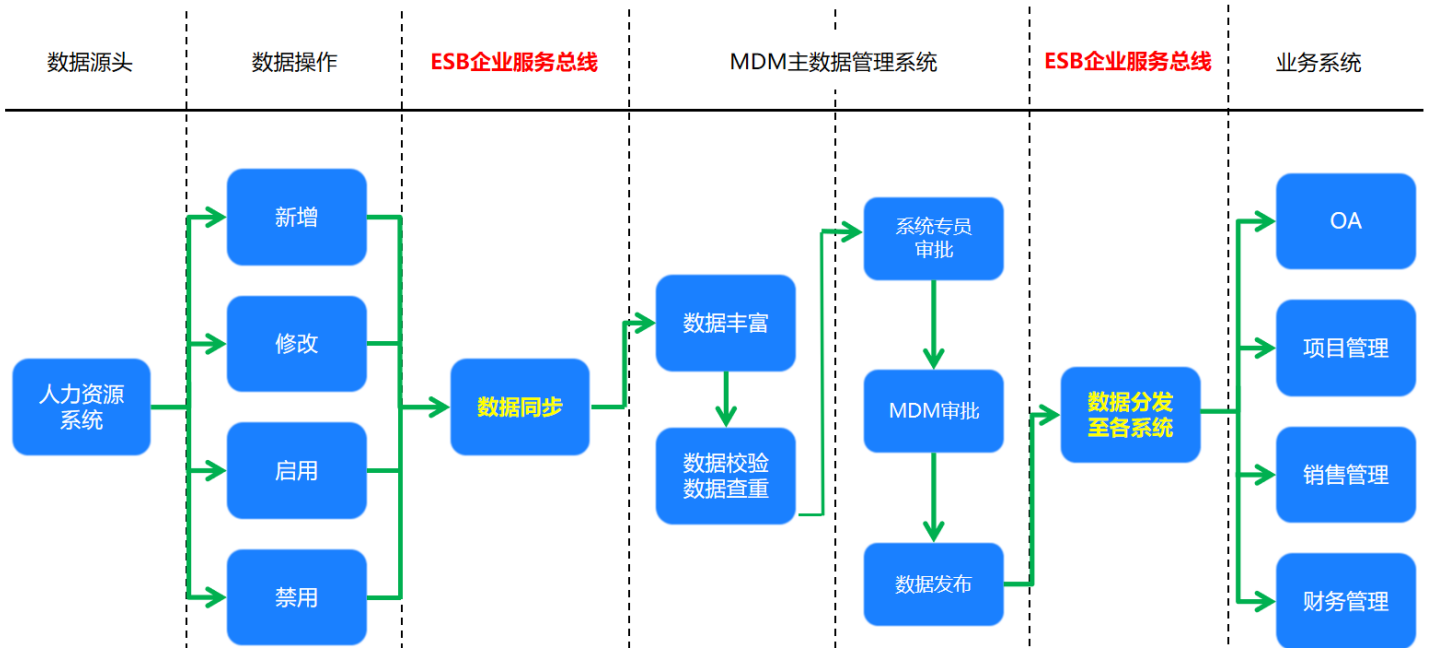 数据源头
数据操作
ESB企业服务总线
MDM主数据管理系统
ESB企业服务总线
业务系统
人力资源
系统
新增
修改
启用
禁用
数据同步
数据丰富
数据校验
数据查重
系统专员
审批
MDM审批
数据发布
数据分发
至各系统
OA
项目管理
销售管理
财务管理